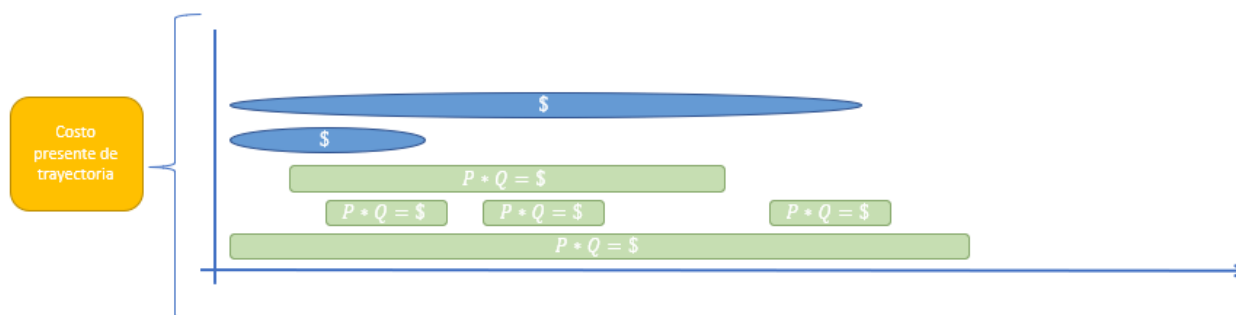 Costo
presente de
trayectoria
$
$
P * Q = $
P * Q = $
P * Q = $
P * Q = $
P * Q = $